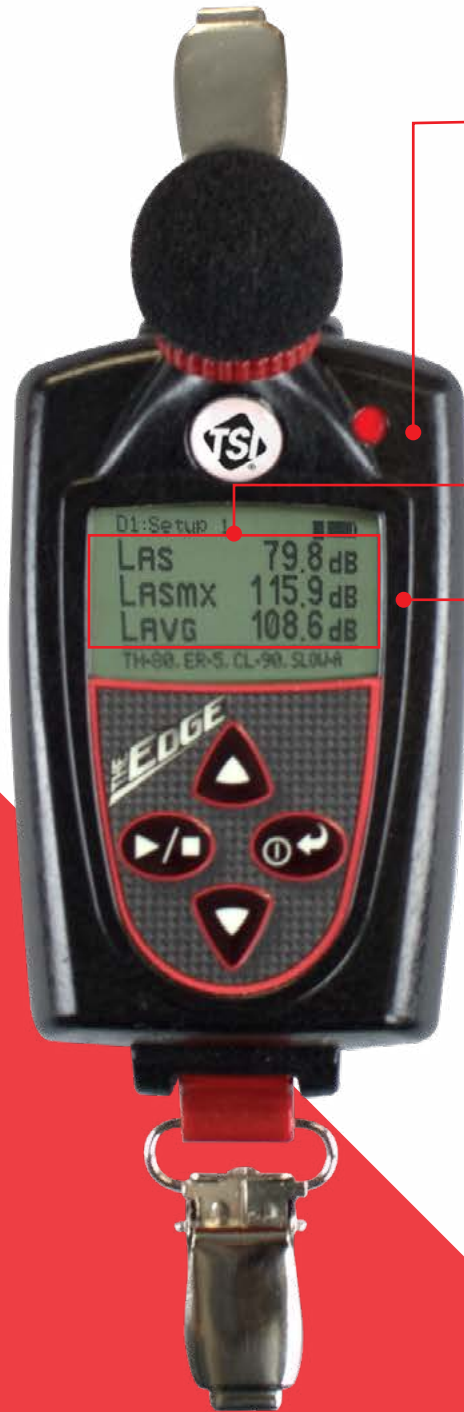 TSI
D1:Setup 1
LAS 79.8 dB
LASMX 115.9 dB
LAVG 108.6 dB
TH=80, ER=5, CL=90, SLOW-A
THE EDGE